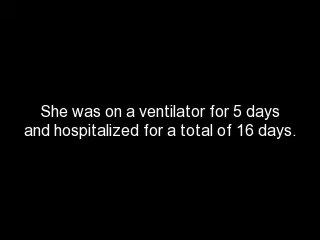 She was on a ventilator for 5 days
and hospitalized for a total of 16 days.